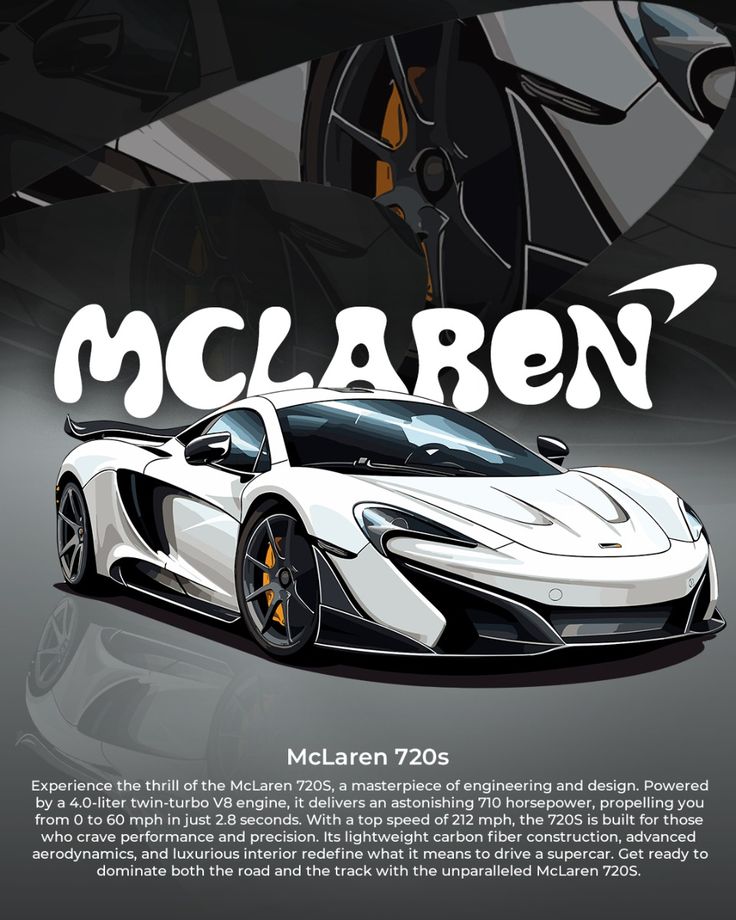 McLAReN
McLaren 720s
Experience the thrill of the McLaren 720S, a masterpiece of engineering and design. Powered
by a 4.0-liter twin-turbo V8 engine, it delivers an astonishing 710 horsepower, propelling you
from 0 to 60 mph in just 2.8 seconds. With a top speed of 212 mph, the 720S is built for those
who crave performance and precision. Its lightweight carbon fiber construction, advanced
aerodynamics, and luxurious interior redefine what it means to drive a supercar. Get ready to
dominate both the road and the track with the unparalleled McLaren 720S.